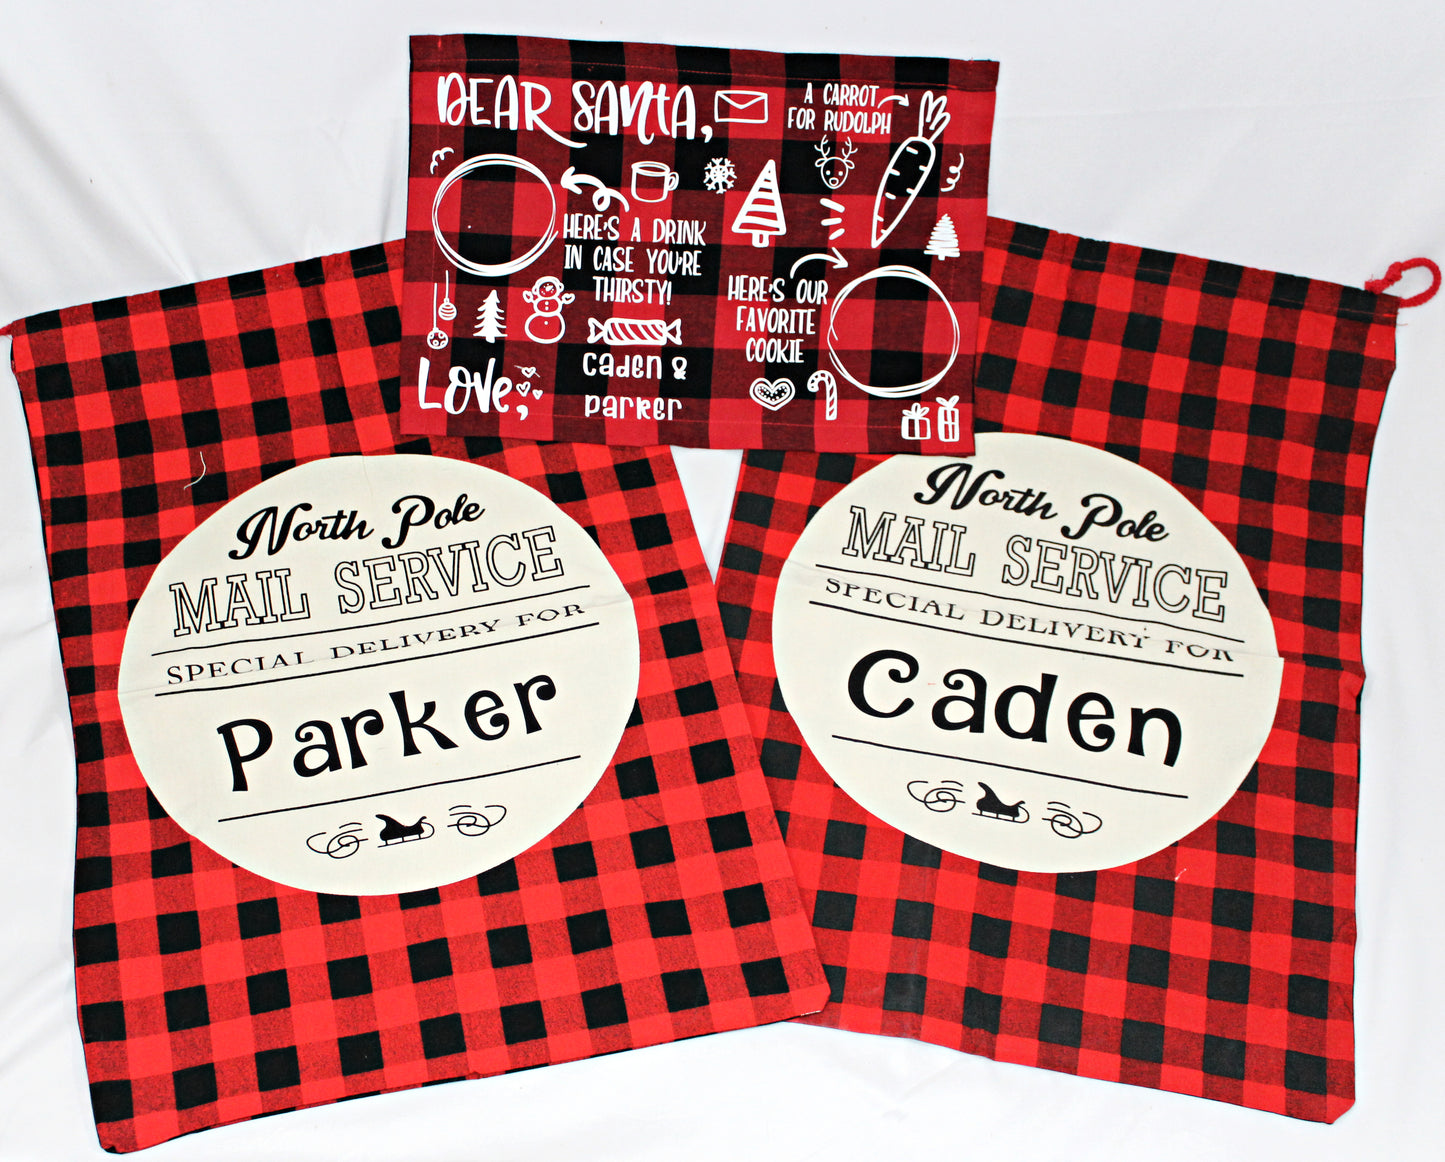 DEAR SANTA,
A CARROT
FOR RUDOLPH
HERE'S A DRINK
IN CASE YOU'RE
THIRSTY!
HERE'S OUR
FAVORITE
COOKIE
LOVE,
CADEN &
PARKER
North Pole
MAIL SERVICE
SPECIAL DELIVERY FOR
Parker
North Pole
MAIL SERVICE
SPECIAL DELIVERY FOR
Caden